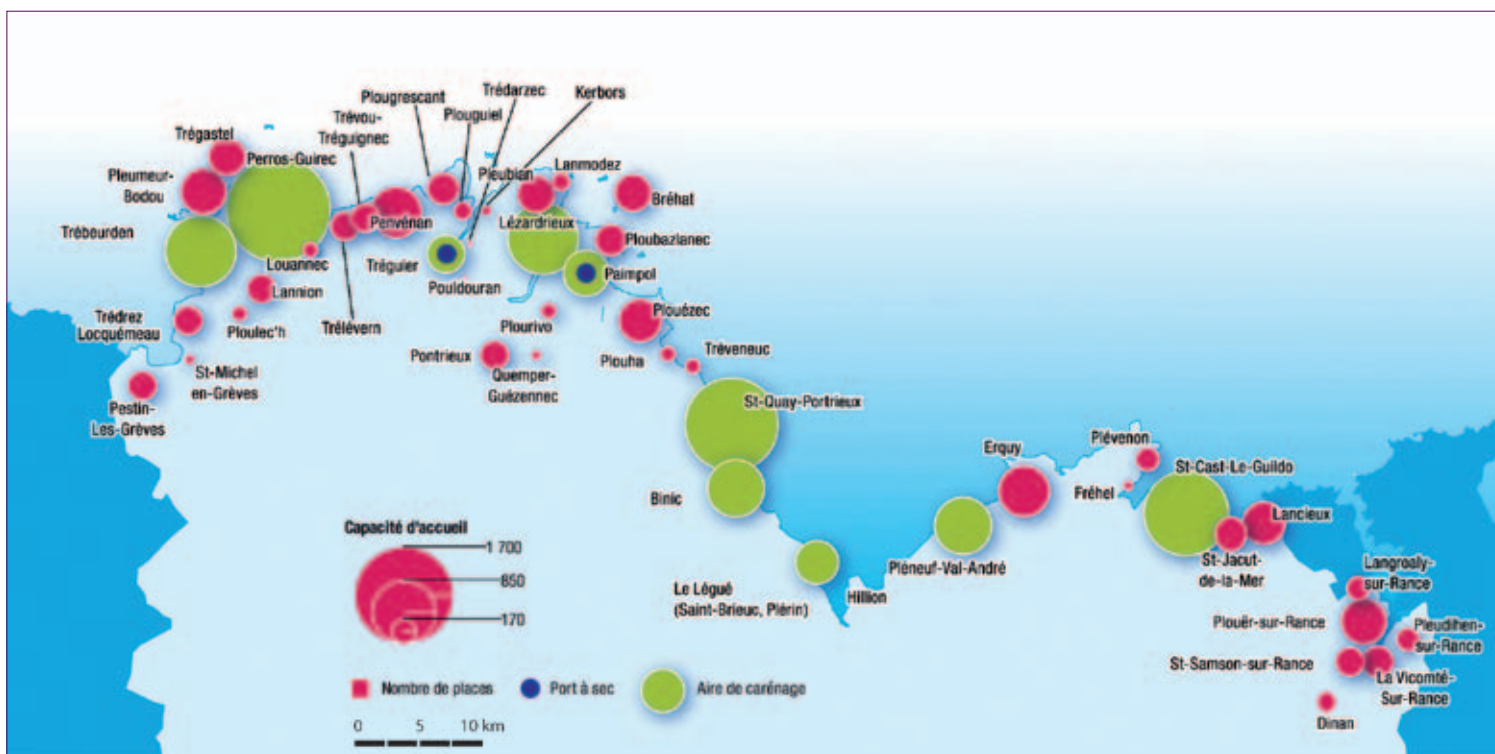 Plougrescant
Trédarzec
Kerbors
Trévou-
Tréguignec
Plouguiel
Trégastel
Perros-Guirec
Pleubian
Lanmodez
Pleumeur-
Bodou
Bréhat
Trébeurden
Penvénan
Lézardrieux
Ploubazlanec
Louannec
Tréguier
Paimpol
Lannion
Pouldouran
Trédrez
Locquémeau
Ploulec'h
Trélévern
Plourivo
Plouézec
St-Michel
en-Grèves
Pontrieux
Quemper-
Guézennec
Plouha
Tréveneuc
Pestin-
Les-Grèves
St-Quay-Portrieux
Binic
Erquy
Plévenon
St-Cast-Le-Guildo
Fréhel
Lancieux
Capacité d'accueil
1 700
850
170
Le Légué
(Saint-Brieuc, Plérin)
Hillion
Pléneuf-Val-André
St-Jacut-
de-la-Mer
Langroaly-
sur-Rance
Plouër-sur-Rance
Pleudihen-
sur-Rance
St-Samson-sur-Rance
La Vicomté-
Sur-Rance
Dinan
Nombre de places
Port à sec
Aire de carénage
0 5 10 km